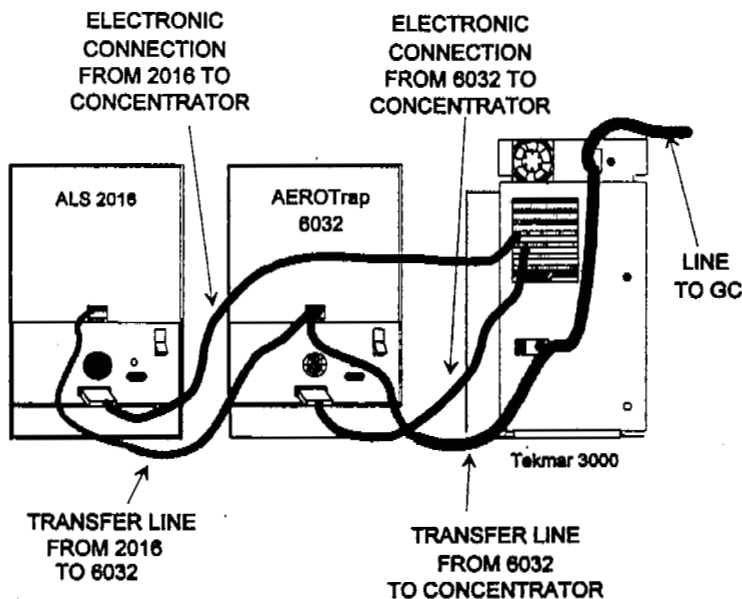 ELECTRONIC
CONNECTION
FROM 2016 TO
CONCENTRATOR
ELECTRONIC
CONNECTION
FROM 6032 TO
CONCENTRATOR
ALS 2016
AEROTrap
6032
LINE
TO GC
Tekmar 3000
TRANSFER LINE
FROM 2016
TO 6032
TRANSFER LINE
FROM 6032
TO CONCENTRATOR